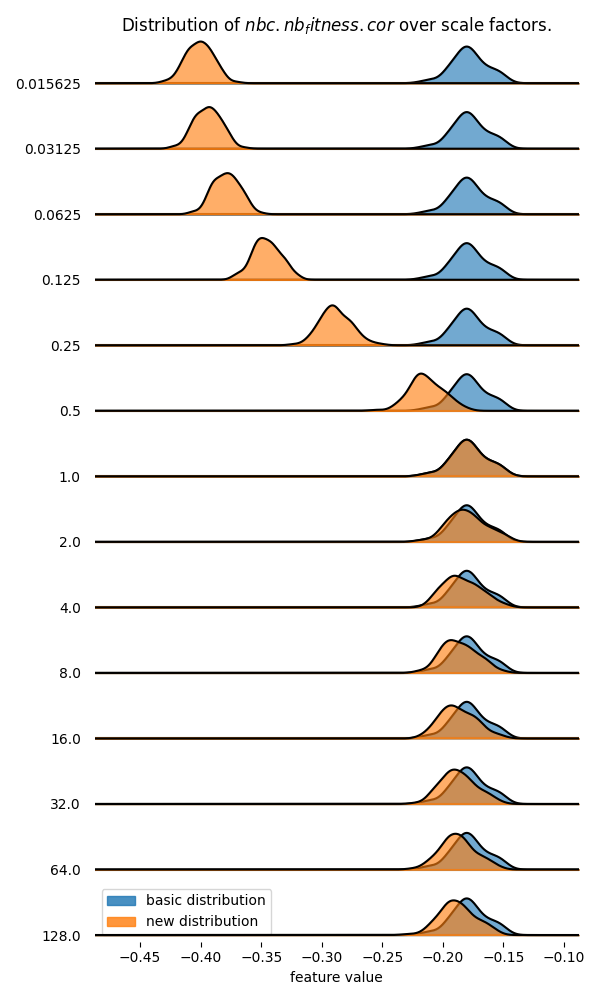 Distribution of nbc.nb_fitness.cor over scale factors.
0.015625
0.03125
0.0625
0.125
0.25
0.5
1.0
2.0
4.0
8.0
16.0
32.0
64.0
128.0
basic distribution
new distribution
−0.45 −0.40 −0.35 −0.30 −0.25 −0.20 −0.15 −0.10
feature value